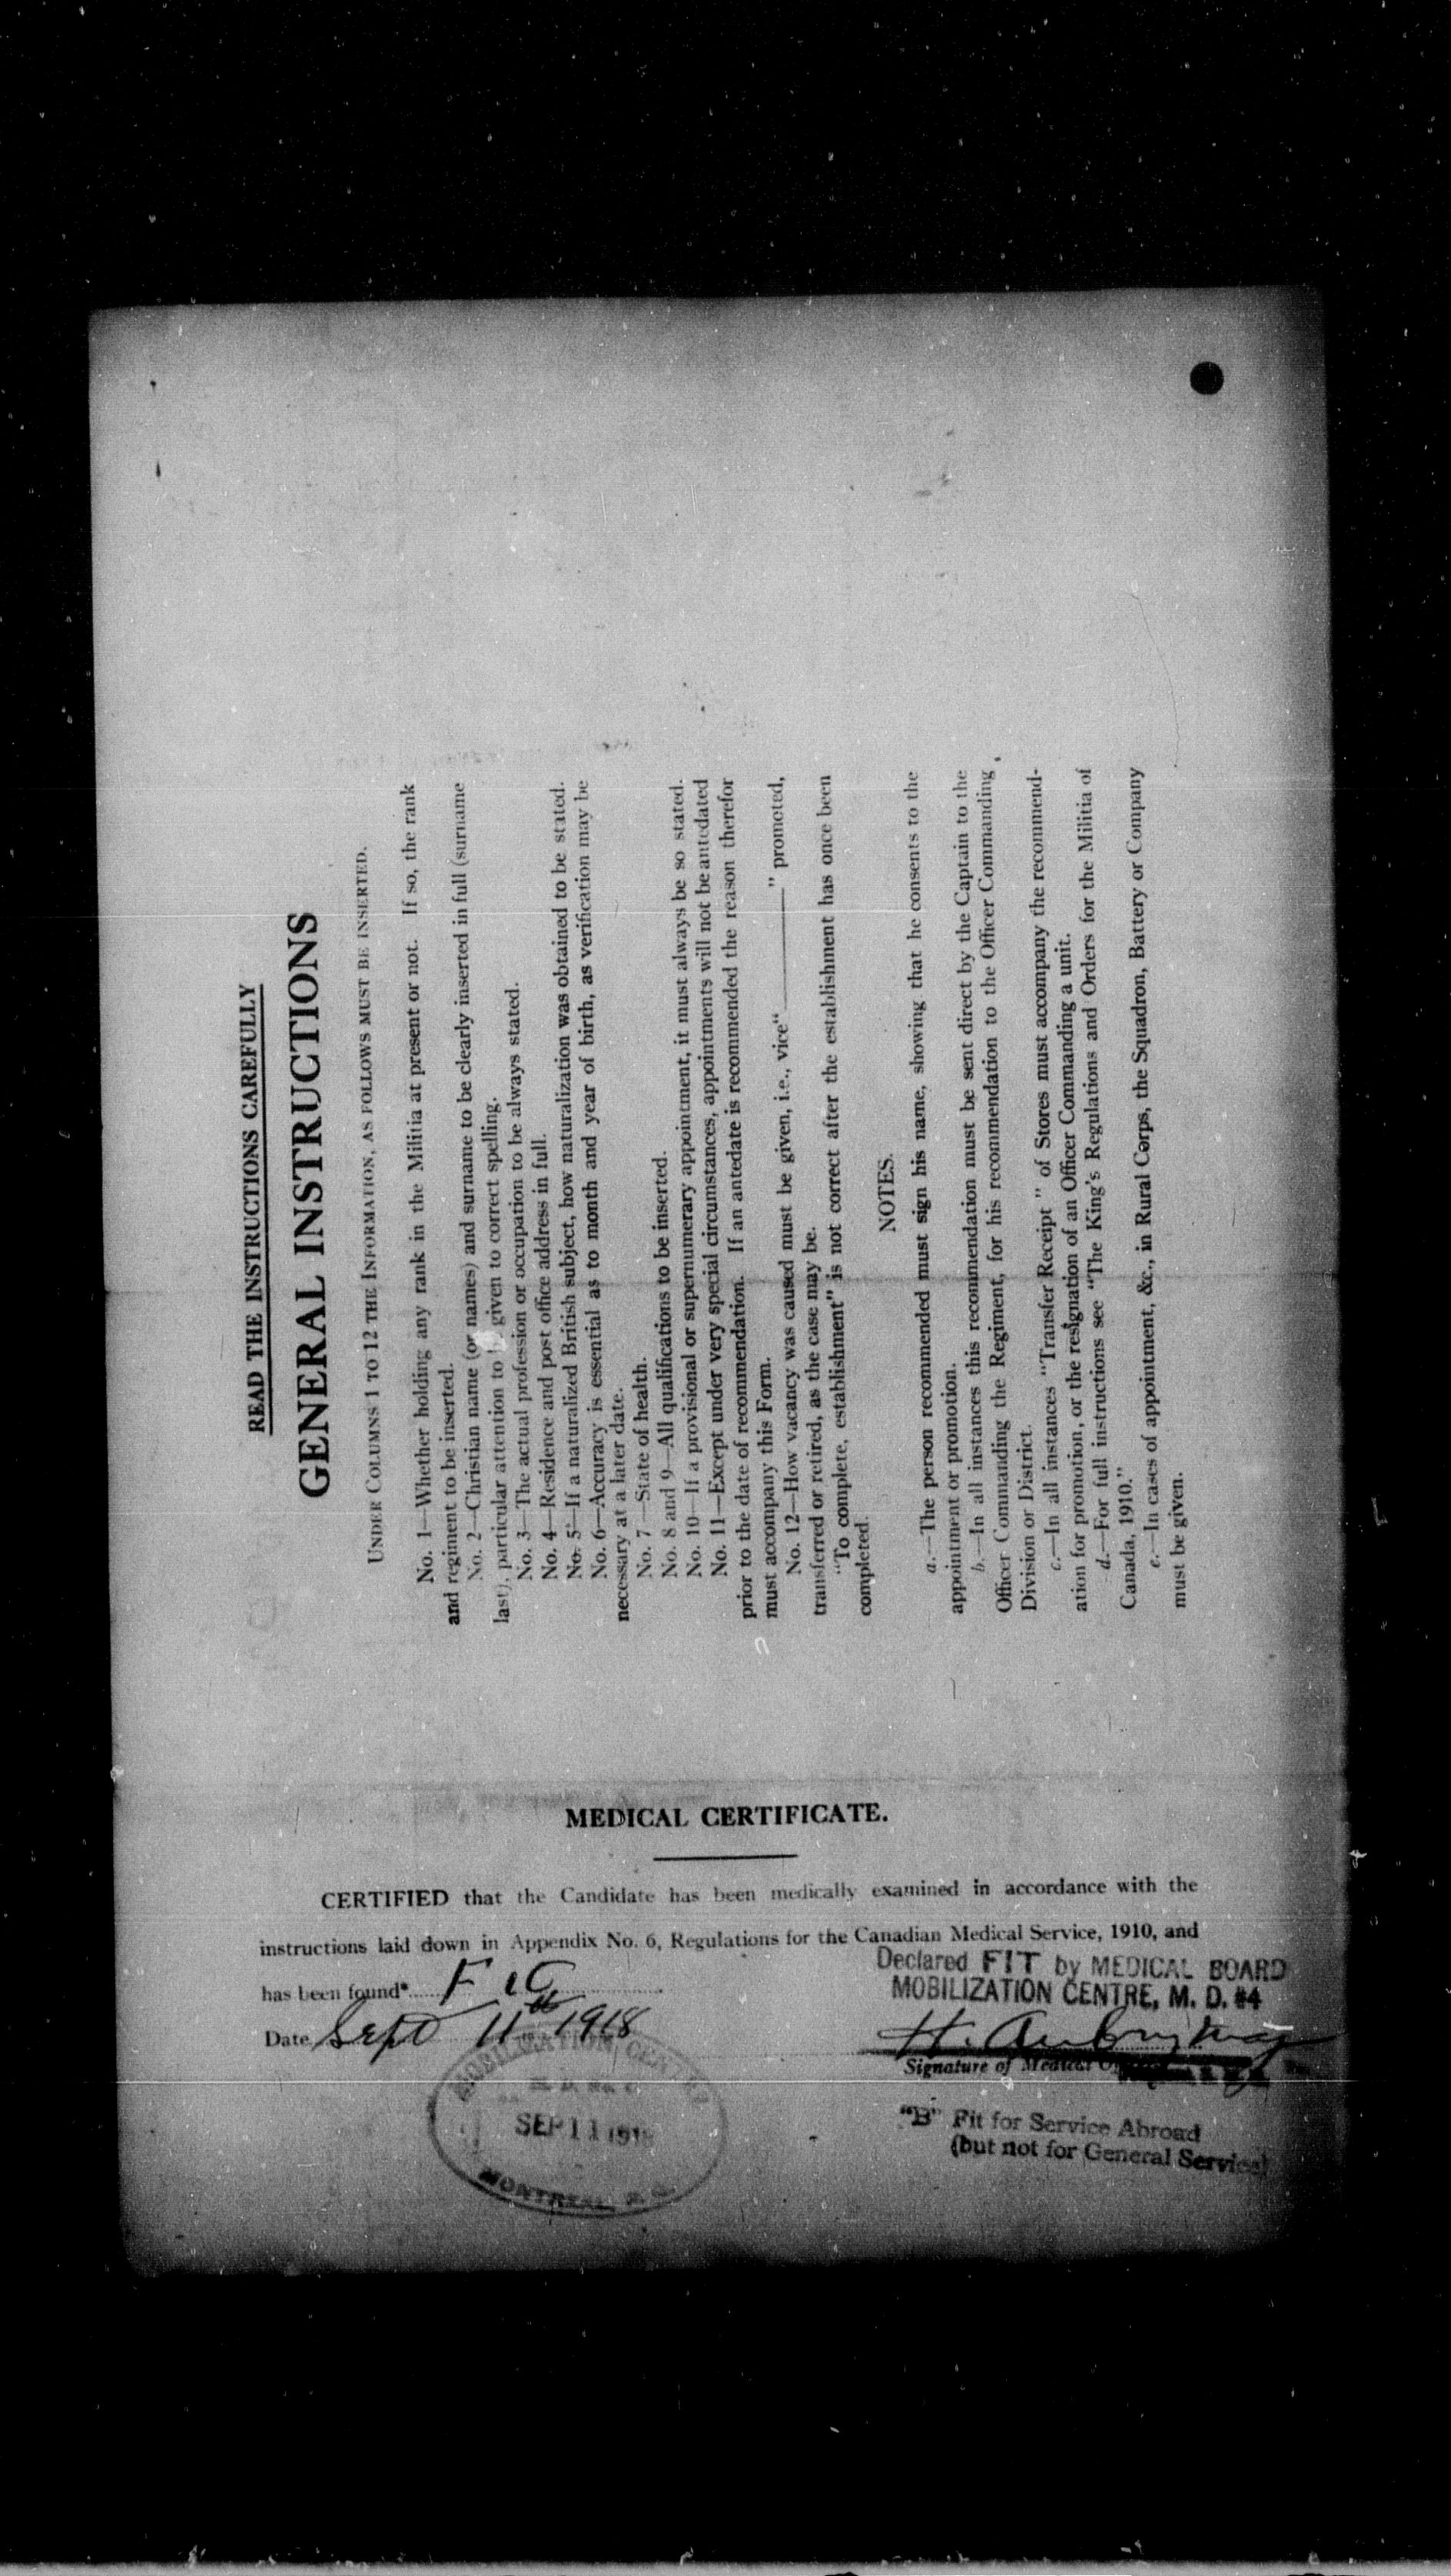 READ THE INSTRUCTIONS CAREFULLY
GENERAL INSTRUCTIONS
UNDER COLUMNS 1 TO 12 THE INFORMATION, AS FOLLOWS MUST BE INSERTED.
No. 1—Whether holding any rank in the Militia at present or not. If so, the rank
and regiment to be inserted.
No. 2—Christian name (or names) and surname to be clearly inserted in full (surname
last), particular attention to given to correct spelling.
No. 3—The actual profession or occupation to be always stated.
No. 4—Residence and post office address in full.
No. 5—If a naturalized British subject, how naturalization was obtained to be stated.
No. 6—Accuracy is essential as to month and year of birth, as verification may be
necessary at a later date.
No. 7—State of health.
No. 8 and 9—All qualifications to be inserted.
No. 10—If a provisional or supernumerary appointment, it must always be so stated.
No. 11—Except under very special circumstances, appointments will not be antedated
prior to the date of recommendation. If an antedate is recommended the reason therefor
must accompany this Form.
No. 12—How vacancy was caused must be given, i.e., vice "————" promoted,
transferred or retired, as the case may be.
"To complete, establishment" is not correct after the establishment has once been
completed.
NOTES.
a.—The person recommended must sign his name, showing that he consents to the
appointment or promotion.
b.—In all instances this recommendation must be sent direct by the Captain to the
Officer Commanding the Regiment, for his recommendation to the Officer Commanding
Division or District.
c.—In all instances "Transfer Receipt" of Stores must accompany the recommend-
ation for promotion, or the resignation of an Officer Commanding a unit.
d.—For full instructions see "The King's Regulations and Orders for the Militia of
Canada, 1910."
e.—In cases of appointment, &c., in Rural Corps, the Squadron, Battery or Company
must be given.
MEDICAL CERTIFICATE.
CERTIFIED that the Candidate has been medically examined in accordance with the
instructions laid down in Appendix No. 6, Regulations for the Canadian Medical Service, 1910, and
Declared FIT by MEDICAL BOARD
has been found*
MOBILIZATION CENTRE, M. D. #4
Date Sept 11th 1918
Signature of Medical
MOBILIZATION CENTRE
SEP 11 191
MONTREAL, P.Q.
"B" Fit for Service Abroad
(but not for General Service)